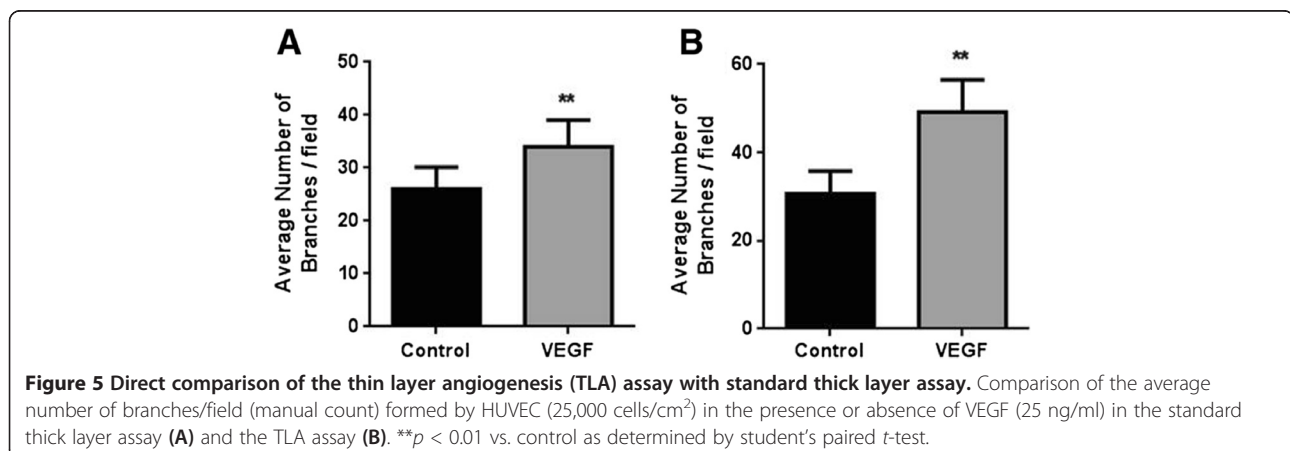 A
50
40
30
20
10
0
Average Number of
Branches / field
**
Control
VEGF
B
60
40
20
0
Average Number of
Branches / field
**
Control
VEGF
Figure 5 Direct comparison of the thin layer angiogenesis (TLA) assay with standard thick layer assay. Comparison of the average
number of branches/field (manual count) formed by HUVEC (25,000 cells/cm²) in the presence or absence of VEGF (25 ng/ml) in the standard
thick layer assay (A) and the TLA assay (B). **p < 0.01 vs. control as determined by student's paired t-test.